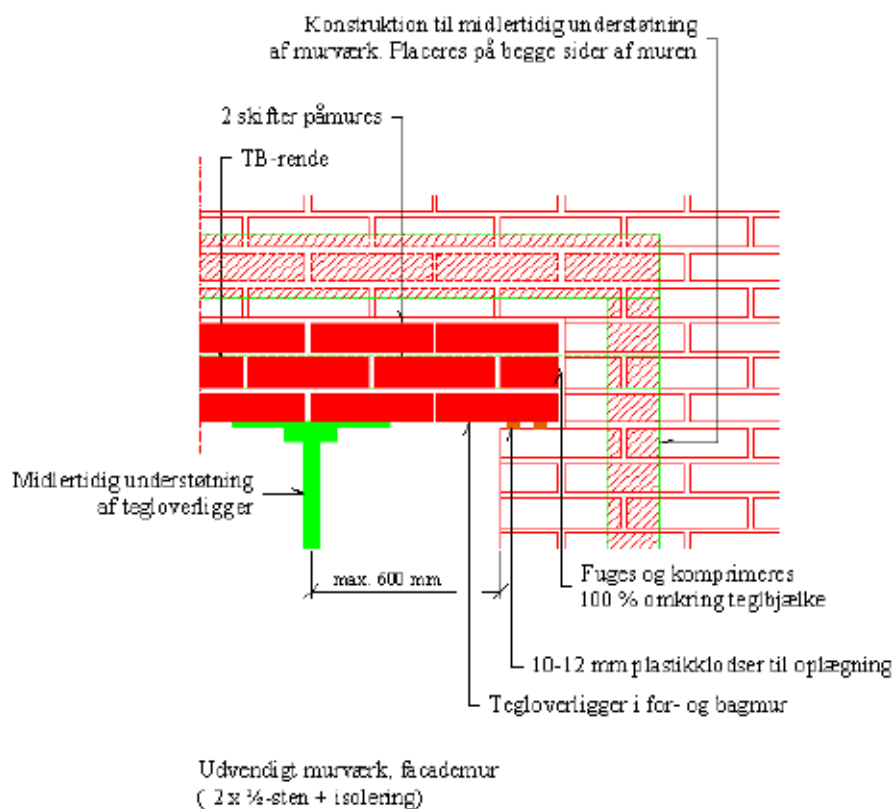 Konstruktion til midlertidig understøtning
af murværk. Placeres på begge sider af muren
2 skifter påmures
TB-rende
Midlertidig understøtning
af tegloverligger
max. 600 mm
Fuges og komprimeres
100 % omkring teglbjælke
10-12 mm plastikklodser til oplægning
Tegloverligger i for- og bagmur
Udvendigt murværk, facademur
( 2 x ½-sten + isolering)